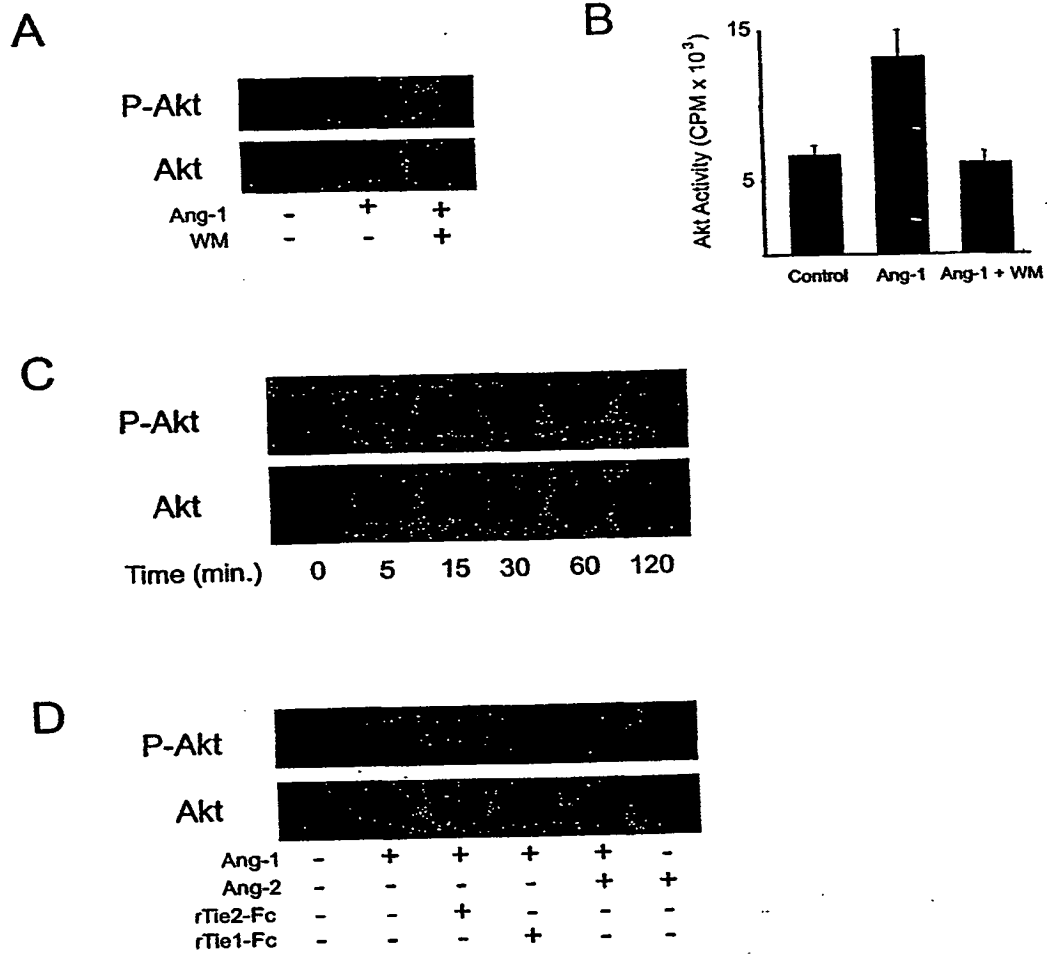 A
P-Akt
Akt
Ang-1 - + +
WM - - +
B
Akt Activity (CPM x 10³)
15
5
Control Ang-1 Ang-1 + WM
C
P-Akt
Akt
Time (min.) 0 5 15 30 60 120
D
P-Akt
Akt
Ang-1 - + + + + -
Ang-2 - - - - + +
rTie2-Fc - - + - - -
rTie1-Fc - - - + - -